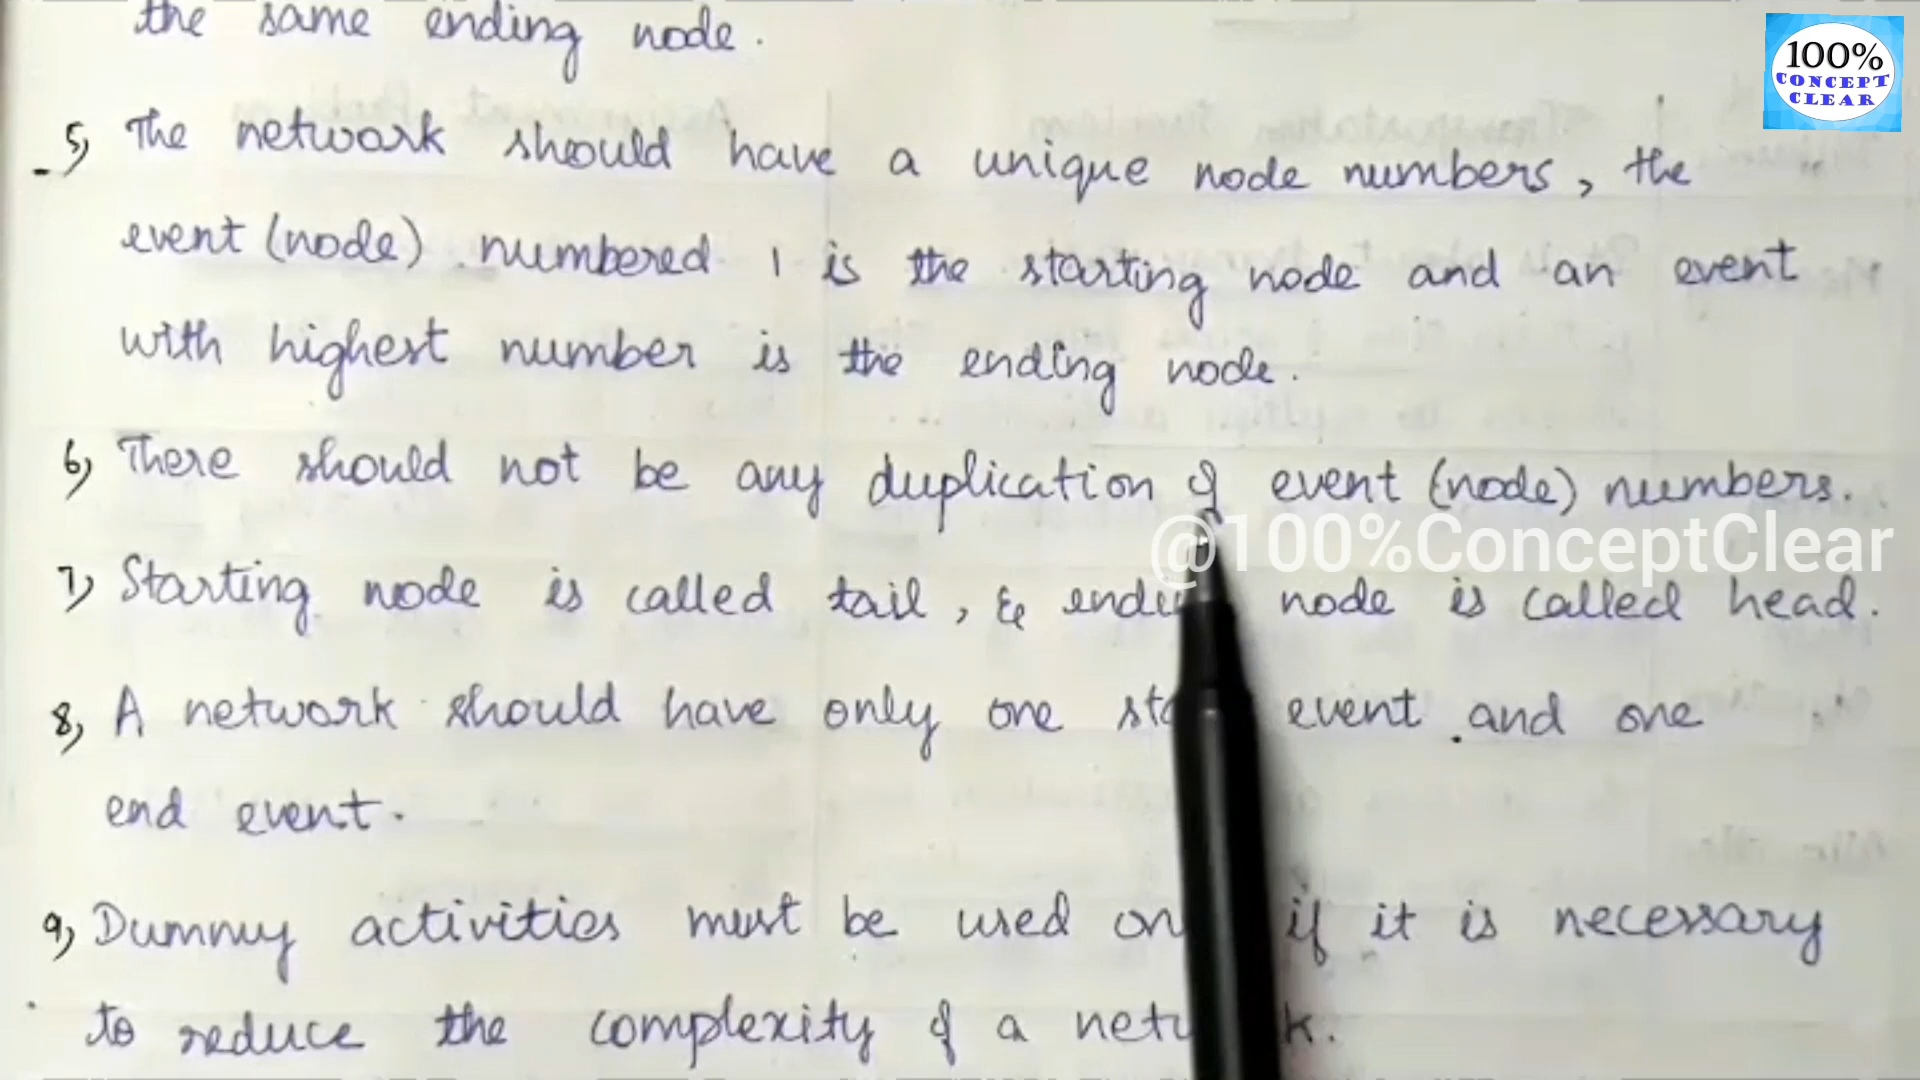 the same ending node.
100%
CONCEPT
CLEAR
5) The network should have a unique node numbers, the
event (node) numbered 1 is the starting node and an event
with highest number is the ending node.
6) There should not be any duplication of event (node) numbers.
@100%ConceptClear
7) Starting node is called tail, & node is called head.
8) A network should have only one event and one
end event.
9) Dummy activities must be used if it is necessary
to reduce the complexity of a